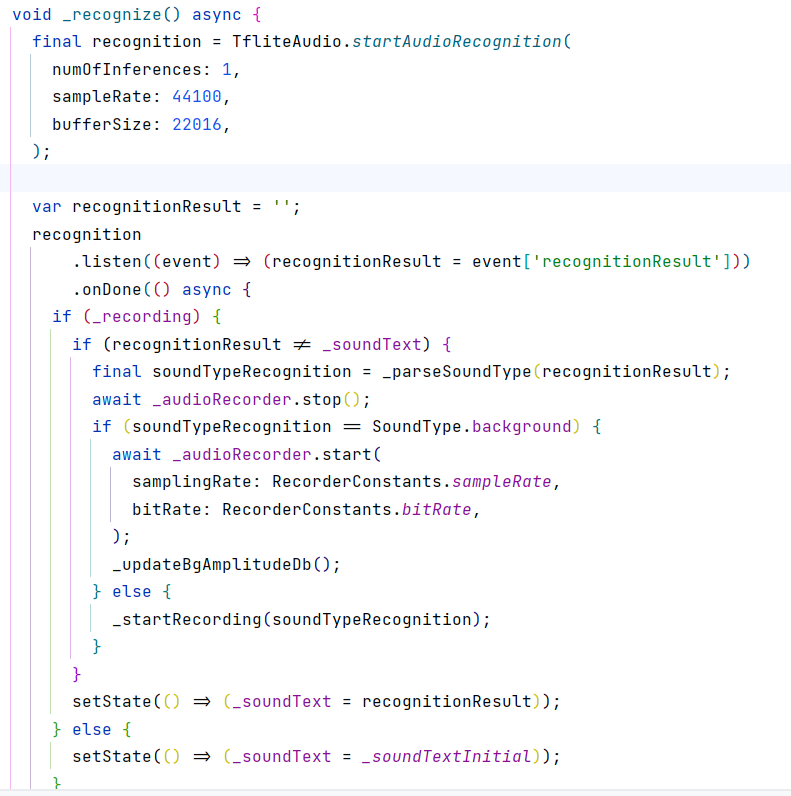 void _recognize() async {
  final recognition = TfliteAudio.startAudioRecognition(
    numOfInferences: 1,
    sampleRate: 44100,
    bufferSize: 22016,
  );

  var recognitionResult = '';
  recognition
      .listen((event) => (recognitionResult = event['recognitionResult']))
      .onDone(() async {
    if (_recording) {
      if (recognitionResult != _soundText) {
        final soundTypeRecognition = _parseSoundType(recognitionResult);
        await _audioRecorder.stop();
        if (soundTypeRecognition == SoundType.background) {
          await _audioRecorder.start(
            samplingRate: RecorderConstants.sampleRate,
            bitRate: RecorderConstants.bitRate,
          );
          _updateBgAmplitudeDb();
        } else {
          _startRecording(soundTypeRecognition);
        }
      }
      setState(() => (_soundText = recognitionResult));
    } else {
      setState(() => (_soundText = _soundTextInitial));
    }